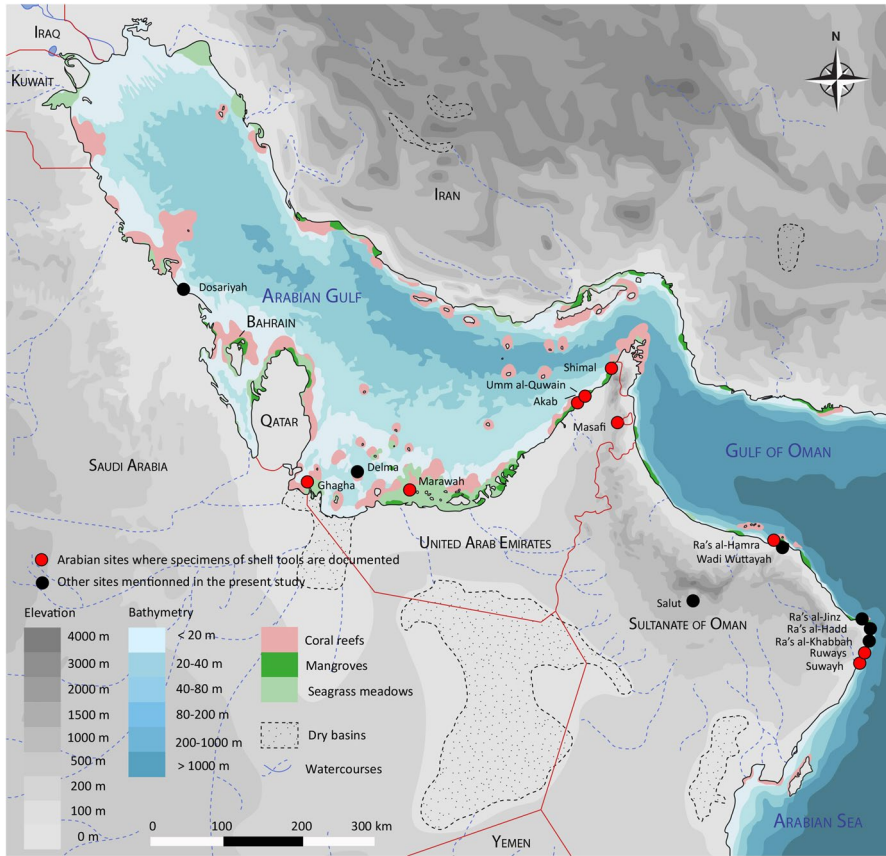 IRAQ
KUWAIT
N
IRAN
Dosariyah
ARABIAN GULF
BAHRAIN
Shimal
Umm al-Quwain
Akab
QATAR
Masafi
GULF OF OMAN
SAUDI ARABIA
Delma
Ghagha
Marawah
UNITED ARAB EMIRATES
Ra's al-Hamra
Wadi Wuttayah
Arabian sites where specimens of shell tools are documented
Other sites mentionned in the present study
Salut
SULTANATE OF OMAN
Ra's al-Jinz
Ra's al-Hadd
Ra's al-Khabbah
Ruways
Suwayh
Elevation
4000 m
3000 m
2000 m
1500 m
1000 m
500 m
200 m
100 m
0 m
Bathymetry
< 20 m
20-40 m
40-80 m
80-200 m
200-1000 m
> 1000 m
Coral reefs
Mangroves
Seagrass meadows
Dry basins
Watercourses
0 100 200 300 km
YEMEN
ARABIAN SEA